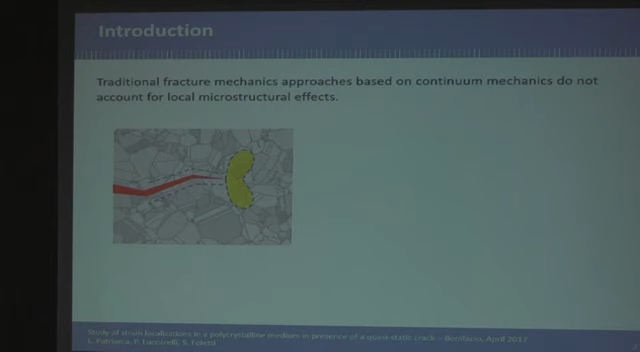 Introduction
Traditional fracture mechanics approaches based on continuum mechanics do not
account for local microstructural effects.
Study of strain localizations in a polycrystalline medium in presence of a quasi-static crack – Bonifacio, April 2017
L. Patriarca, S. Foletti